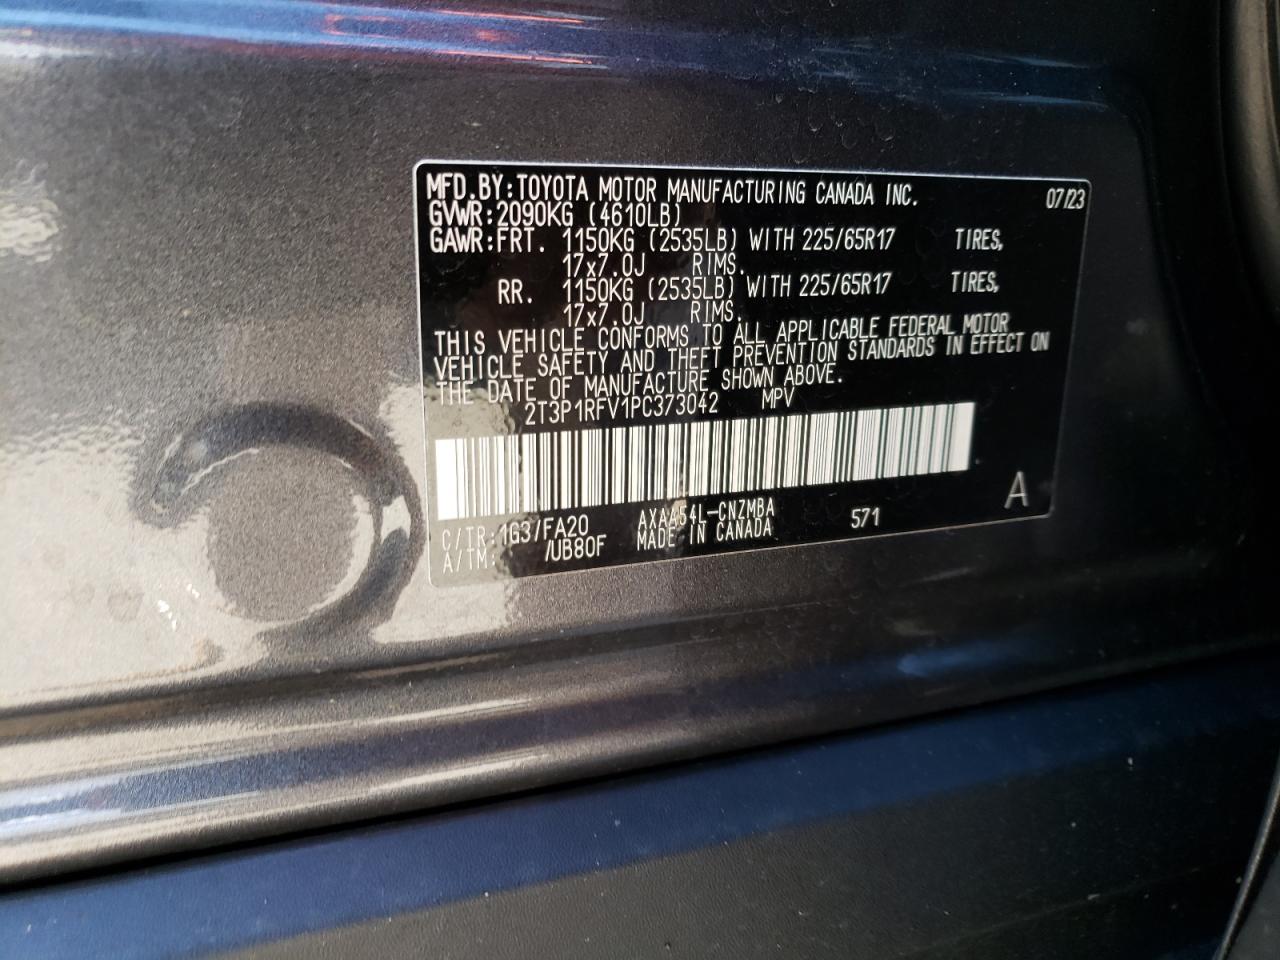 MFD.BY:TOYOTA MOTOR MANUFACTURING CANADA INC. 07/23
GVWR:2090KG (4610LB)
GAWR:FRT. 1150KG (2535LB) WITH 225/65R17 TIRES,
17x7.0J RIMS.
RR. 1150KG (2535LB) WITH 225/65R17 TIRES,
17x7.0J RIMS.
THIS VEHICLE CONFORMS TO ALL APPLICABLE FEDERAL MOTOR
VEHICLE SAFETY AND THEFT PREVENTION STANDARDS IN EFFECT ON
THE DATE OF MANUFACTURE SHOWN ABOVE.
2T3P1RFV1PC373042 MPV
A
C/TR:1G3/FA20 AXAA54L-CNZMBA 571
A/TM: /UB80F MADE IN CANADA